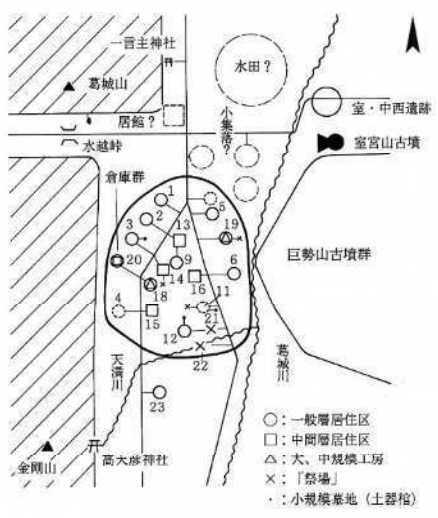 一言主神社
葛城山
水田？
居館？
小集落？
室・中西遺跡
室宮山古墳
水越峠
倉庫群
1
2
3
13
5
19
20
9
14
18
16
6
11
4
15
21
12
22
23
巨勢山古墳群
天満川
葛城川
金剛山
高大彦神社
○：一般層居住区
□：中間層居住区
△：大、中規模工房
×：「祭場」
・：小規模墓地（土器棺）